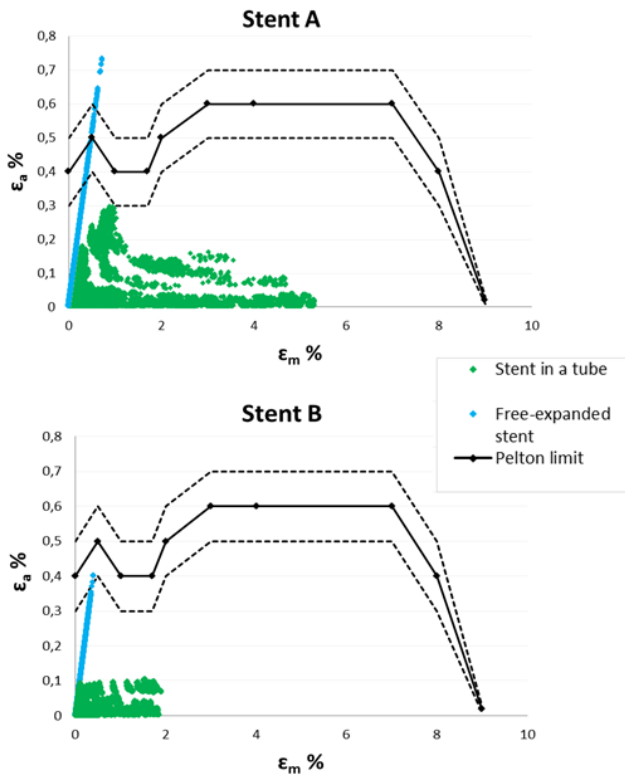 Stent A
0,8
0,7
0,6
0,5
0,4
0,3
0,2
0,1
0
εₐ %
0 2 4 6 8 10
εₘ %
Stent in a tube
Free-expanded
stent
Pelton limit
Stent B
0,8
0,7
0,6
0,5
0,4
0,3
0,2
0,1
0
εₐ %
0 2 4 6 8 10
εₘ %